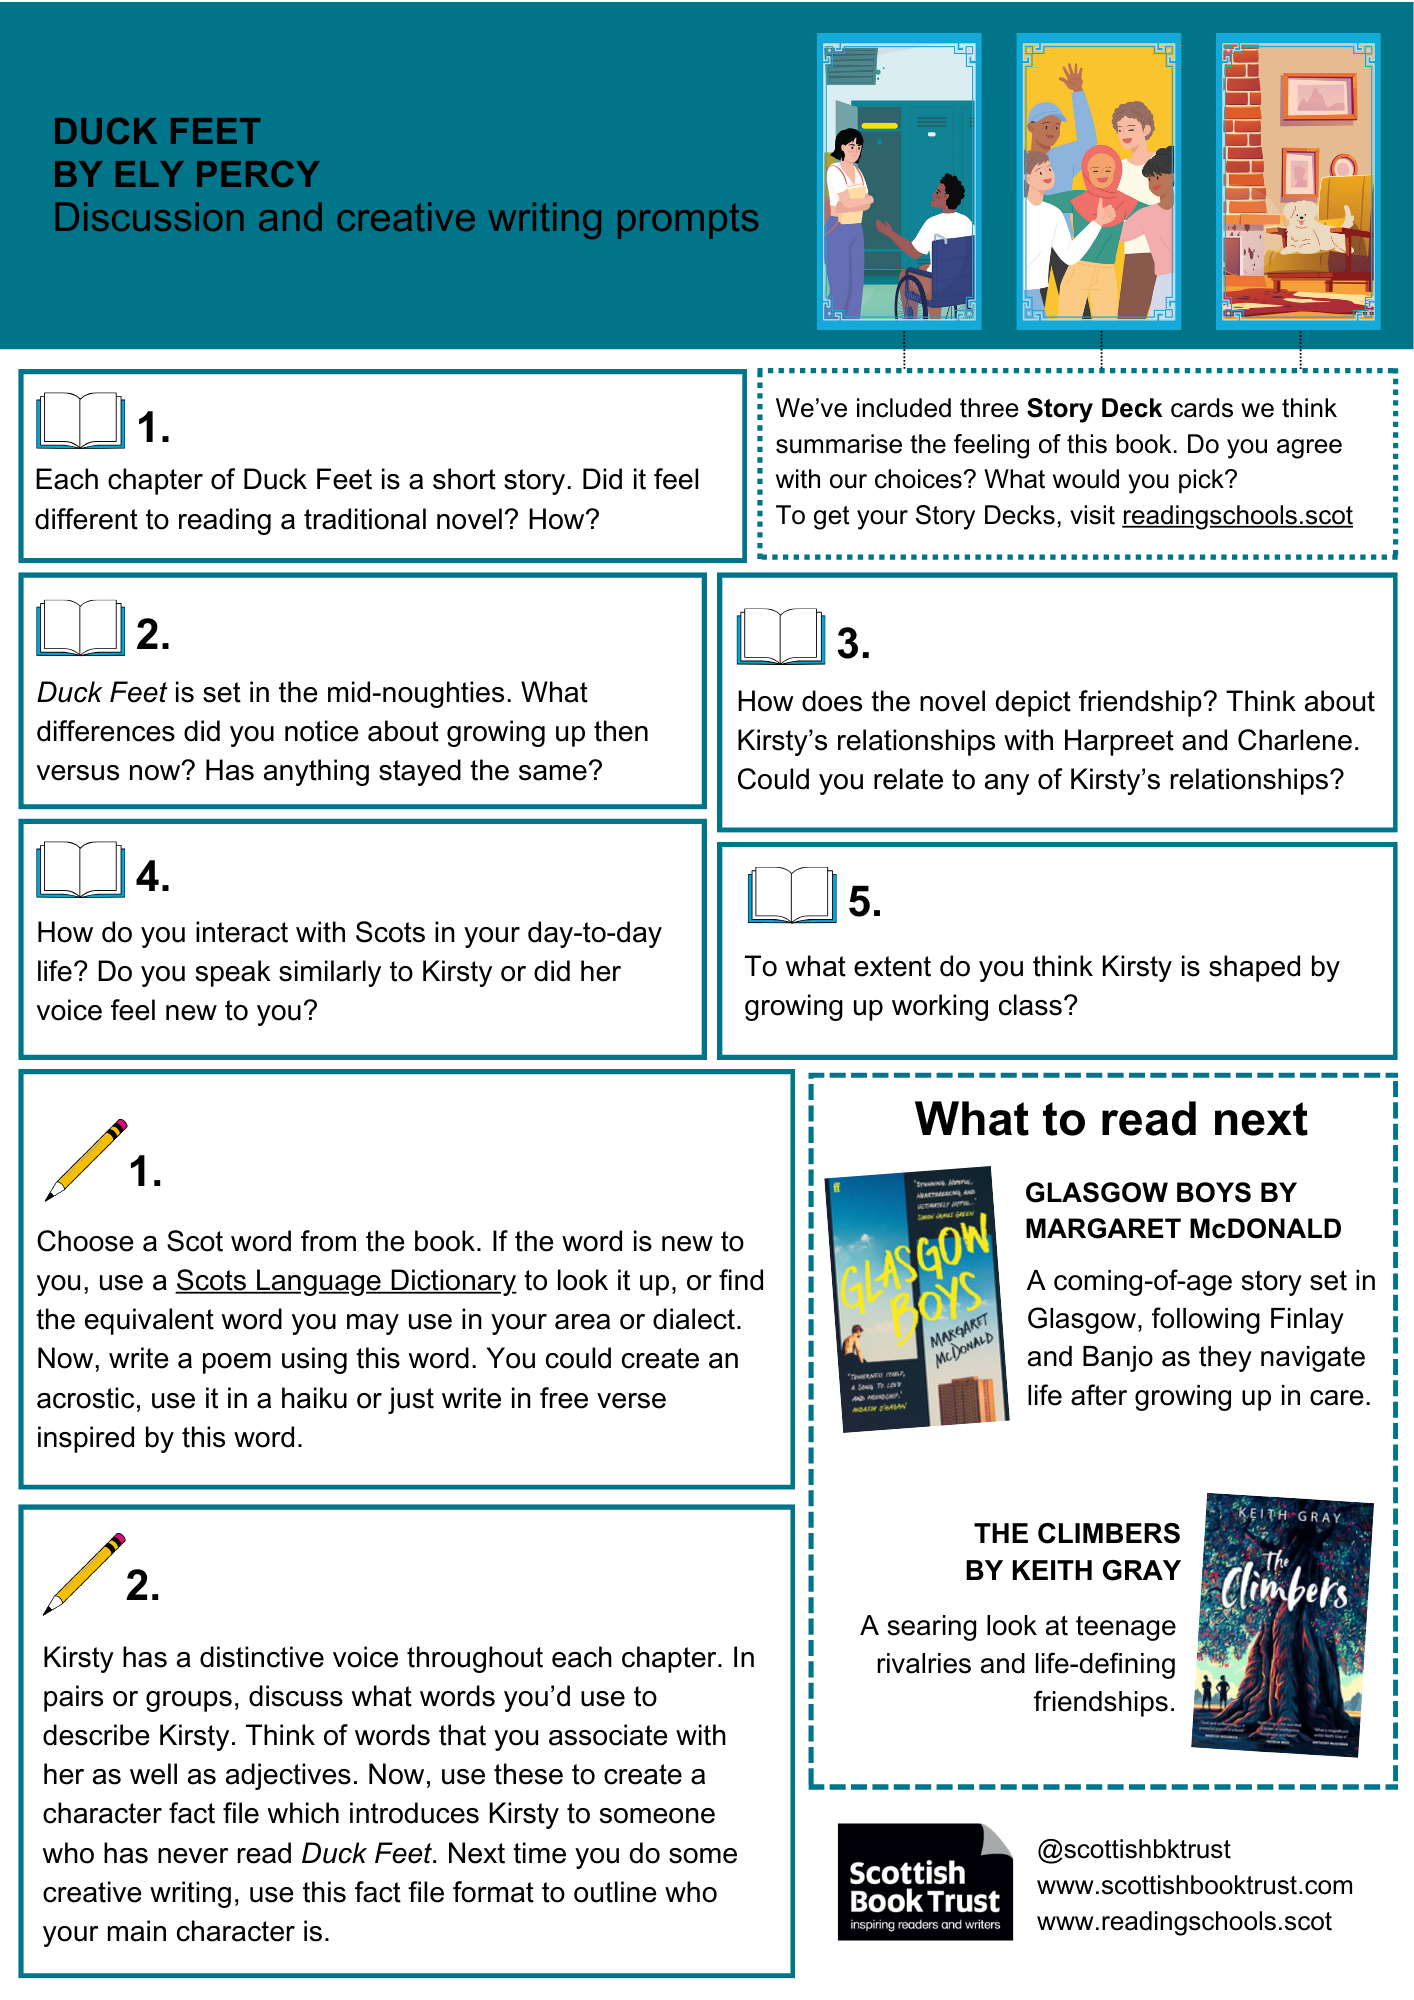 DUCK FEET
BY ELY PERCY
Discussion and creative writing prompts
1.
Each chapter of Duck Feet is a short story. Did it feel
different to reading a traditional novel? How?
We've included three Story Deck cards we think
summarise the feeling of this book. Do you agree
with our choices? What would you pick?
To get your Story Decks, visit readingschools.scot
2.
Duck Feet is set in the mid-noughties. What
differences did you notice about growing up then
versus now? Has anything stayed the same?
3.
How does the novel depict friendship? Think about
Kirsty's relationships with Harpreet and Charlene.
Could you relate to any of Kirsty's relationships?
4.
How do you interact with Scots in your day-to-day
life? Do you speak similarly to Kirsty or did her
voice feel new to you?
5.
To what extent do you think Kirsty is shaped by
growing up working class?
1.
Choose a Scot word from the book. If the word is new to
you, use a Scots Language Dictionary to look it up, or find
the equivalent word you may use in your area or dialect.
Now, write a poem using this word. You could create an
acrostic, use it in a haiku or just write in free verse
inspired by this word.
2.
Kirsty has a distinctive voice throughout each chapter. In
pairs or groups, discuss what words you'd use to
describe Kirsty. Think of words that you associate with
her as well as adjectives. Now, use these to create a
character fact file which introduces Kirsty to someone
who has never read Duck Feet. Next time you do some
creative writing, use this fact file format to outline who
your main character is.
What to read next
'STUNNING. HOPEFUL.
HEARTBREAKING AND
ULTIMATELY JOYFUL.'
SIMON JAMES GREEN
GLASGOW
BOYS
MARGARET
McDONALD
'TENDERNESS ITSELF,
A SONG TO LOVE
AND FRIENDSHIP.'
ANDREW O'HAGAN
GLASGOW BOYS BY
MARGARET McDONALD
A coming-of-age story set in
Glasgow, following Finlay
and Banjo as they navigate
life after growing up in care.
THE CLIMBERS
BY KEITH GRAY
A searing look at teenage
rivalries and life-defining
friendships.
KEITH GRAY
The
Climbers
Scottish
Book Trust
inspiring readers and writers
@scottishbktrust
www.scottishbooktrust.com
www.readingschools.scot